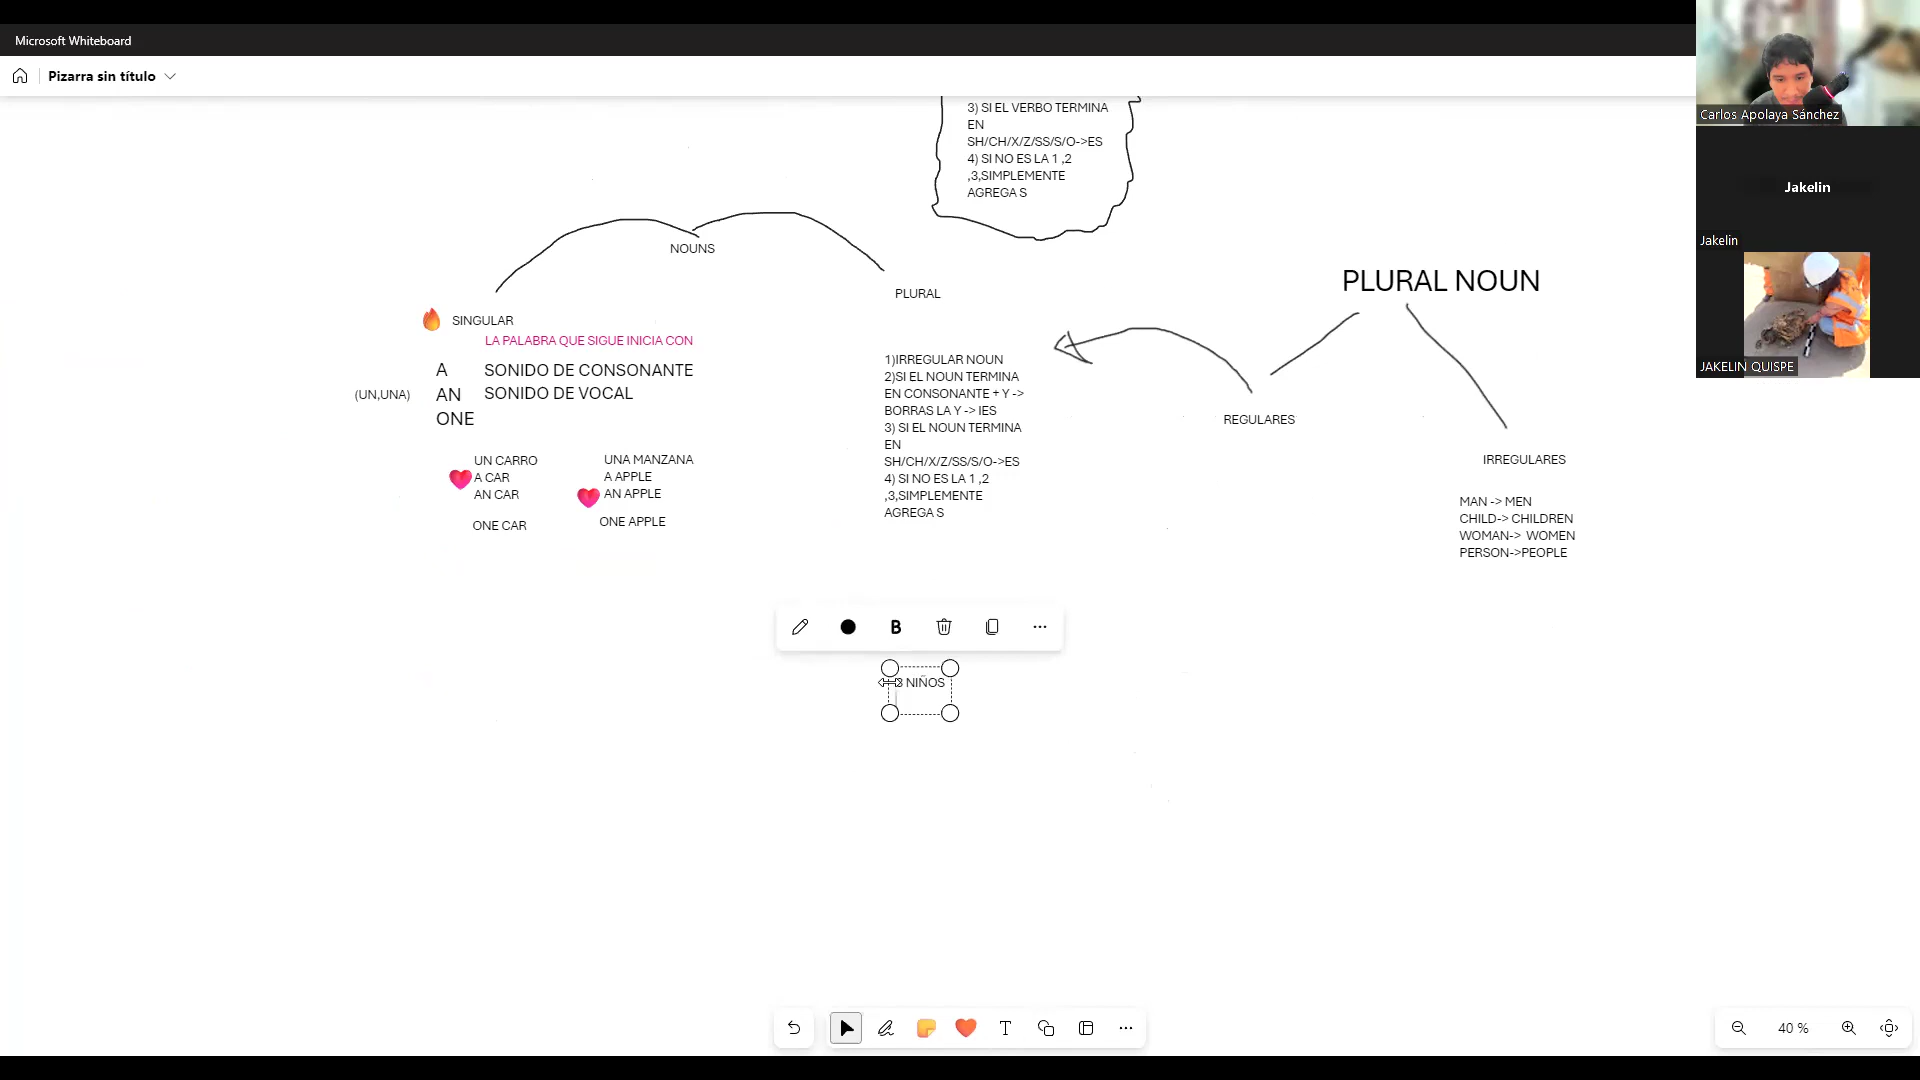 Microsoft Whiteboard
Pizarra sin título
3) SI EL VERBO TERMINA
EN
SH/CH/X/Z/SS/S/O->ES
4) SI NO ES LA 1 ,2
,3,SIMPLEMENTE
AGREGA S
NOUNS
SINGULAR
LA PALABRA QUE SIGUE INICIA CON
A SONIDO DE CONSONANTE
(UN,UNA) AN SONIDO DE VOCAL
ONE
UN CARRO
A CAR
AN CAR
ONE CAR
UNA MANZANA
A APPLE
AN APPLE
ONE APPLE
PLURAL
1)IRREGULAR NOUN
2)SI EL NOUN TERMINA
EN CONSONANTE + Y ->
BORRAS LA Y -> IES
3) SI EL NOUN TERMINA
EN
SH/CH/X/Z/SS/S/O->ES
4) SI NO ES LA 1 ,2
,3,SIMPLEMENTE
AGREGA S
PLURAL NOUN
REGULARES
IRREGULARES
MAN -> MEN
CHILD-> CHILDREN
WOMAN-> WOMEN
PERSON->PEOPLE
B
NIÑOS
40 %
Carlos Apolaya Sánchez
Jakelin
Jakelin
JAKELIN QUISPE